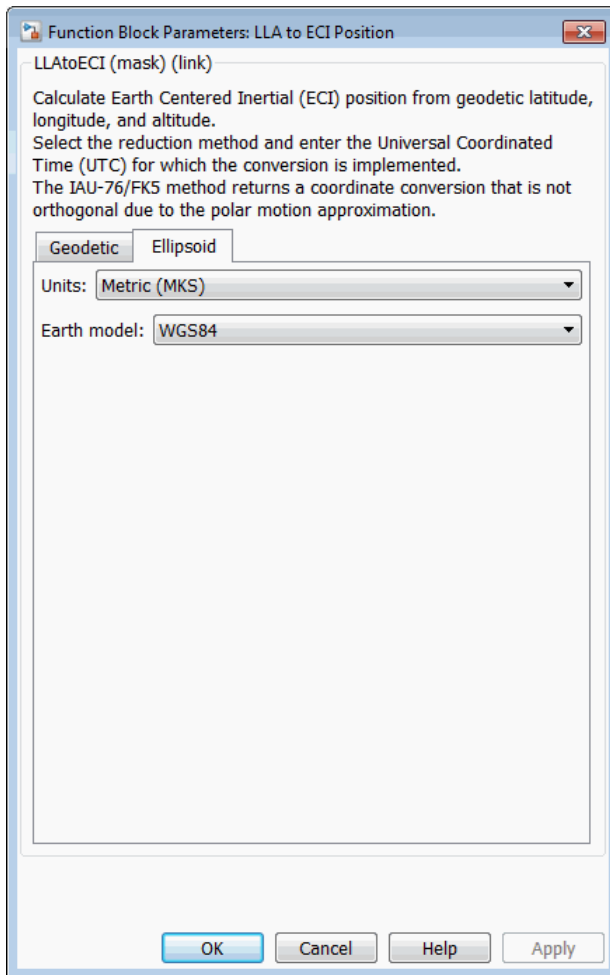 Function Block Parameters: LLA to ECI Position
LLAtoECI (mask) (link)
Calculate Earth Centered Inertial (ECI) position from geodetic latitude,
longitude, and altitude.
Select the reduction method and enter the Universal Coordinated
Time (UTC) for which the conversion is implemented.
The IAU-76/FK5 method returns a coordinate conversion that is not
orthogonal due to the polar motion approximation.
Geodetic Ellipsoid
Units: Metric (MKS)
Earth model: WGS84
OK Cancel Help Apply